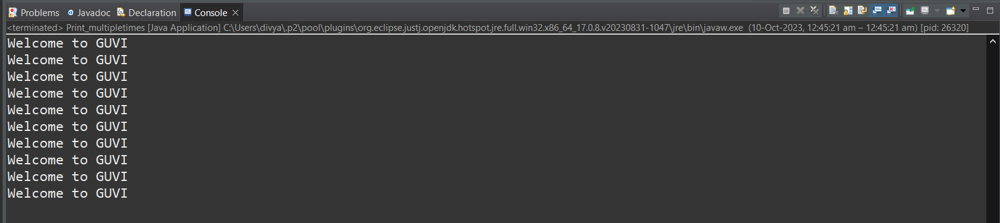 Problems @ Javadoc Declaration Console
<terminated> Print_multipletimes [Java Application] C:\Users\divya\.p2\pool\plugins\org.eclipse.justj.openjdk.hotspot.jre.full.win32.x86_64_17.0.8.v20230831-1047\jre\bin\javaw.exe (10-Oct-2023, 12:45:21 am – 12:45:21 am) [pid: 26320]
Welcome to GUVI
Welcome to GUVI
Welcome to GUVI
Welcome to GUVI
Welcome to GUVI
Welcome to GUVI
Welcome to GUVI
Welcome to GUVI
Welcome to GUVI
Welcome to GUVI